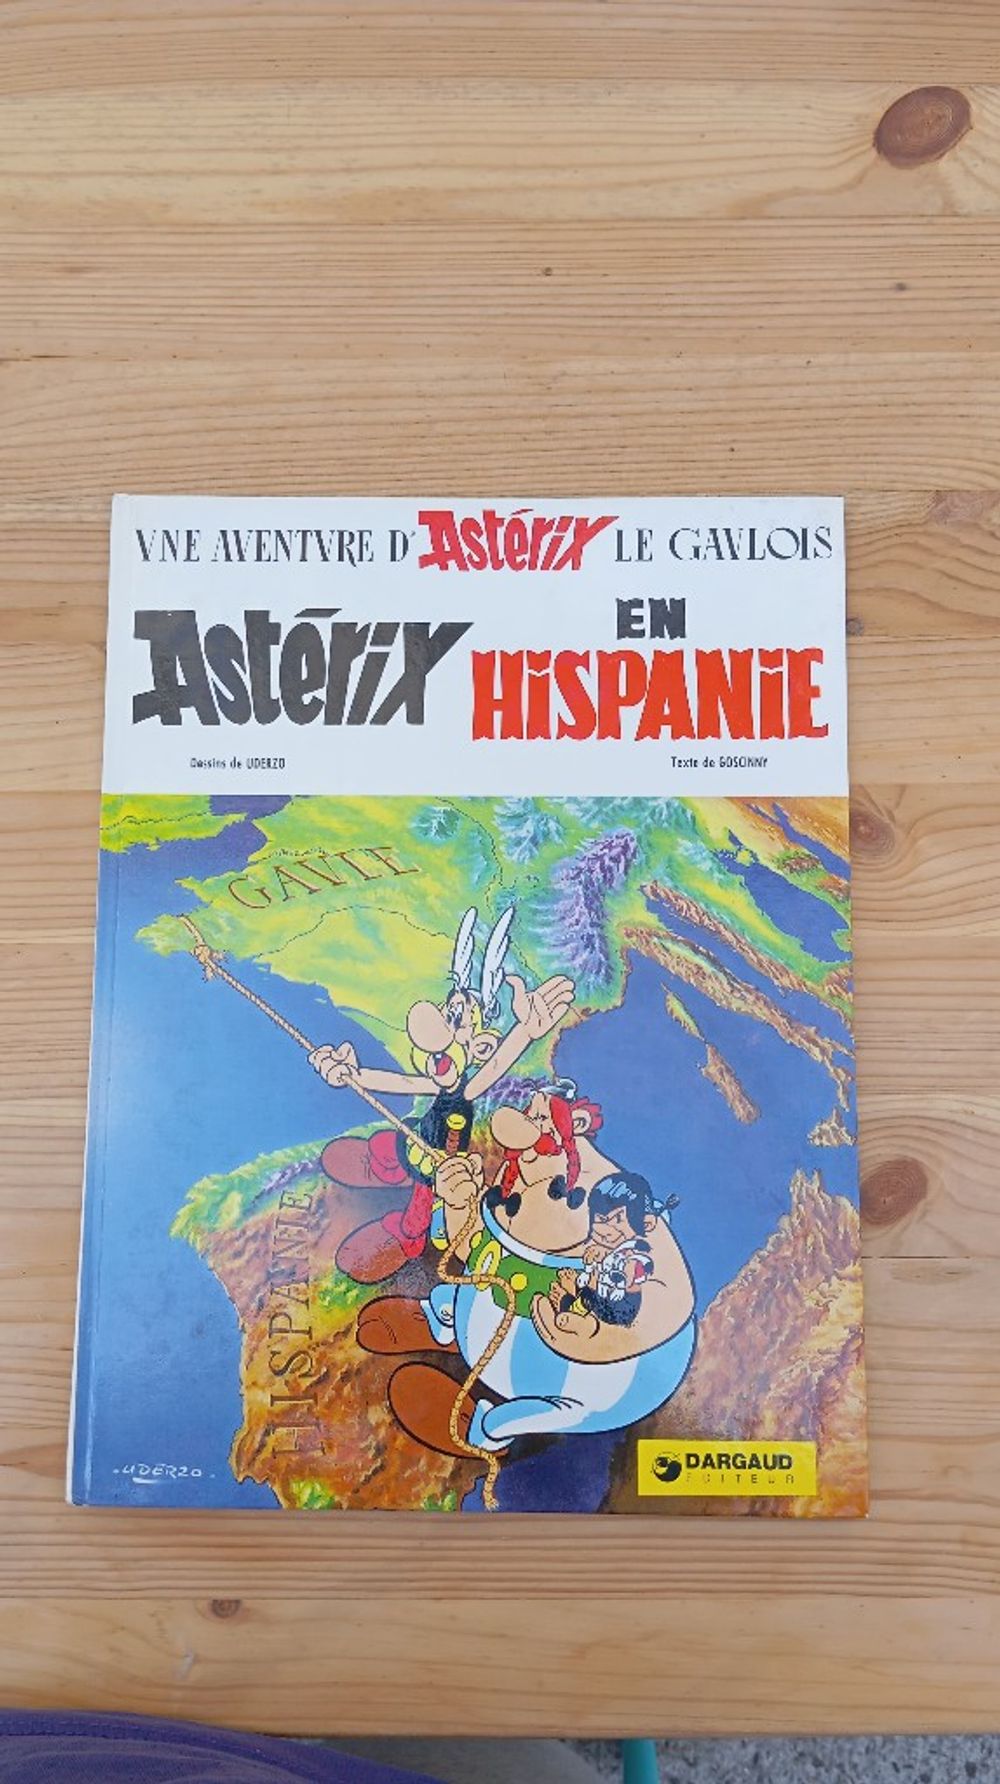 VNE AVENTVRE D'Astérix LE GAVLOIS
Astérix EN HiSPANiE
Dessins de UDERZO
Texte de GOSCINNY
GAVLE
HISPANIE
UDERZO
DARGAUD
EDITEUR